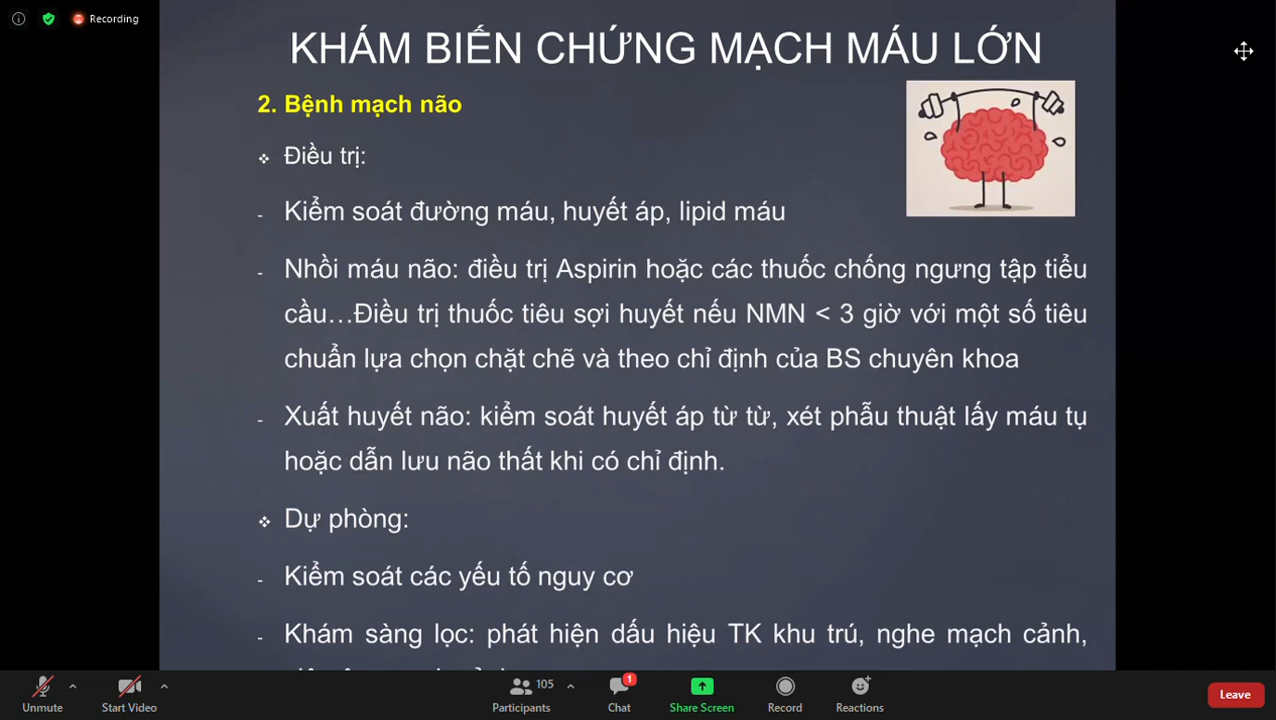 Recording
KHÁM BIẾN CHỨNG MẠCH MÁU LỚN
2. Bệnh mạch não
❖ Điều trị:
- Kiểm soát đường máu, huyết áp, lipid máu
- Nhồi máu não: điều trị Aspirin hoặc các thuốc chống ngưng tập tiểu
cầu…Điều trị thuốc tiêu sợi huyết nếu NMN < 3 giờ với một số tiêu
chuẩn lựa chọn chặt chẽ và theo chỉ định của BS chuyên khoa
- Xuất huyết não: kiểm soát huyết áp từ từ, xét phẫu thuật lấy máu tụ
hoặc dẫn lưu não thất khi có chỉ định.
❖ Dự phòng:
- Kiểm soát các yếu tố nguy cơ
- Khám sàng lọc: phát hiện dấu hiệu TK khu trú, nghe mạch cảnh,
Unmute
Start Video
105
Participants
1
Chat
Share Screen
Record
Reactions
Leave